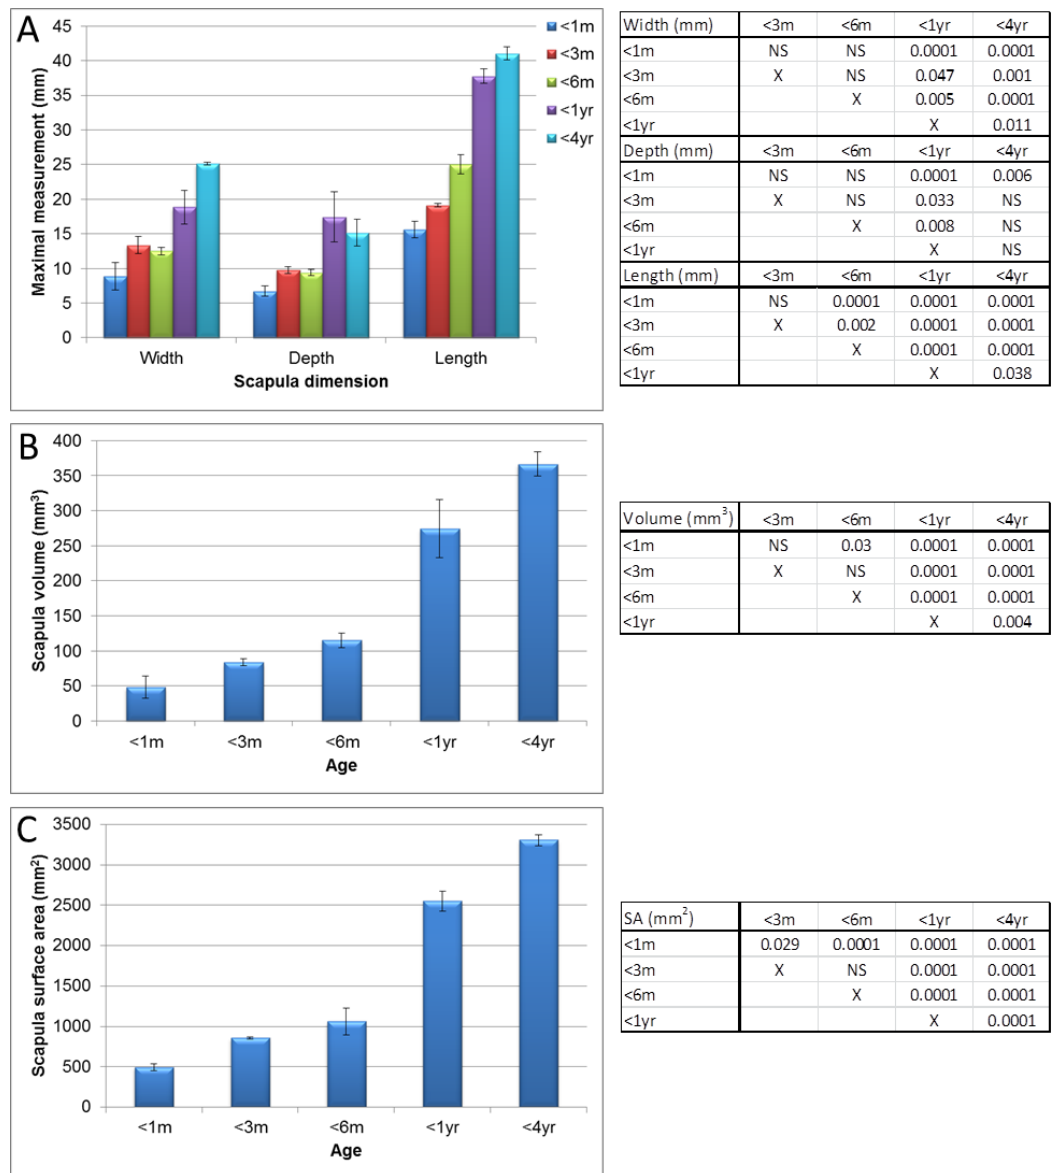 A
Maximal measurement (mm)
45
40
35
30
25
20
15
10
5
0
<1m
<3m
<6m
<1yr
<4yr
Width Depth Length
Scapula dimension
Width (mm) <3m <6m <1yr <4yr
<1m NS NS 0.0001 0.0001
<3m X NS 0.047 0.001
<6m X 0.005 0.0001
<1yr X 0.011
Depth (mm) <3m <6m <1yr <4yr
<1m NS NS 0.0001 0.006
<3m X NS 0.033 NS
<6m X 0.008 NS
<1yr X NS
Length (mm) <3m <6m <1yr <4yr
<1m NS 0.0001 0.0001 0.0001
<3m X 0.002 0.0001 0.0001
<6m X 0.0001 0.0001
<1yr X 0.038
B
Scapula volume (mm³)
400
350
300
250
200
150
100
50
0
<1m <3m <6m <1yr <4yr
Age
Volume (mm³) <3m <6m <1yr <4yr
<1m NS 0.03 0.0001 0.0001
<3m X NS 0.0001 0.0001
<6m X 0.0001 0.0001
<1yr X 0.004
C
Scapula surface area (mm²)
3500
3000
2500
2000
1500
1000
500
0
<1m <3m <6m <1yr <4yr
Age
SA (mm²) <3m <6m <1yr <4yr
<1m 0.029 0.0001 0.0001 0.0001
<3m X NS 0.0001 0.0001
<6m X 0.0001 0.0001
<1yr X 0.0001